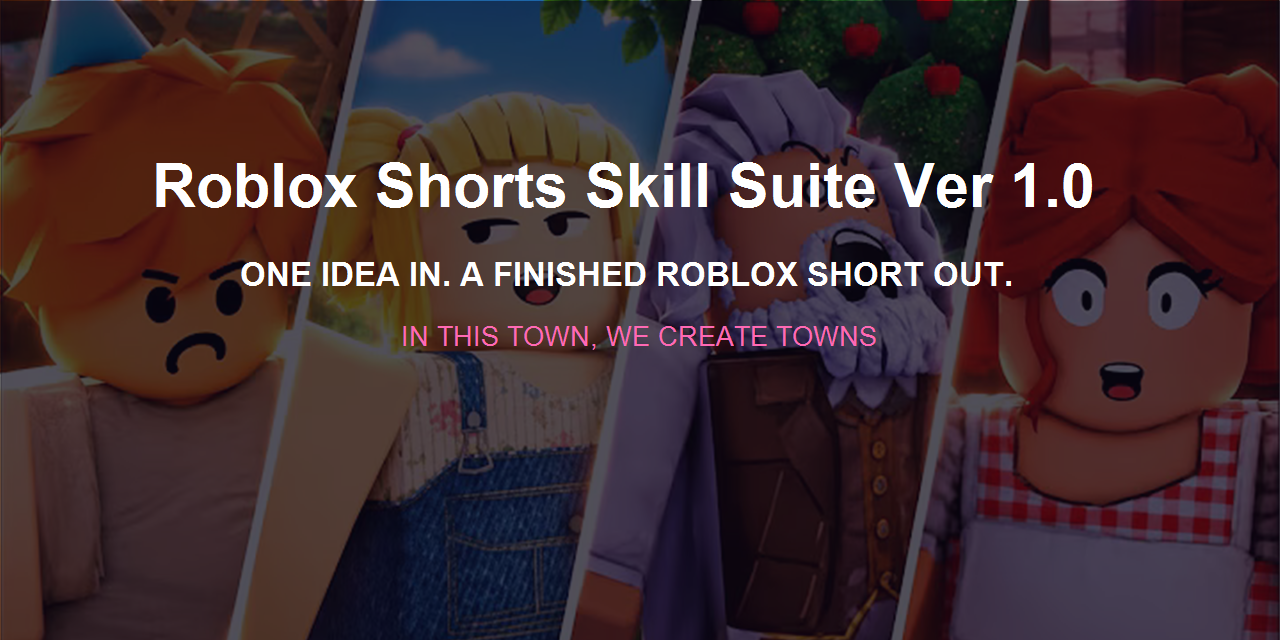 Roblox Shorts Skill Suite Ver 1.0
ONE IDEA IN. A FINISHED ROBLOX SHORT OUT.
IN THIS TOWN, WE CREATE TOWNS